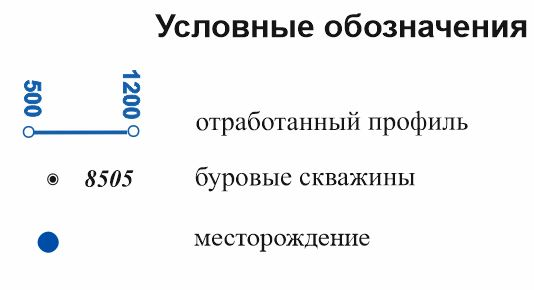 Условные обозначения
500 1200
отработанный профиль
8505 буровые скважины
месторождение